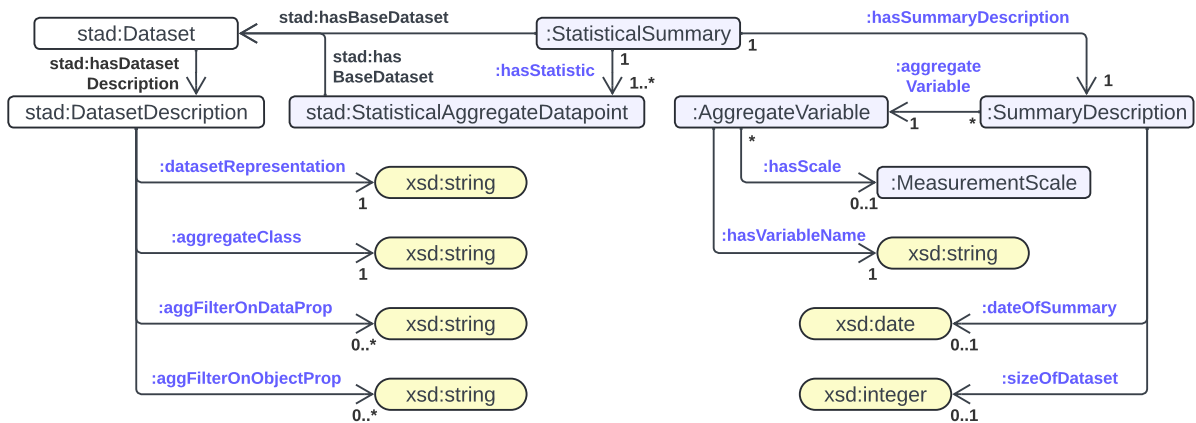 stad:hasBaseDataset
:hasSummaryDescription
stad:Dataset
:StatisticalSummary
1
1
stad:hasDataset
Description
stad:has
BaseDataset
:hasStatistic
1..*
:aggregate
Variable
1
stad:DatasetDescription
stad:StatisticalAggregateDatapoint
:AggregateVariable
:SummaryDescription
1
*
*
:datasetRepresentation
xsd:string
1
:hasScale
:MeasurementScale
0..1
:aggregateClass
xsd:string
1
:hasVariableName
xsd:string
1
:aggFilterOnDataProp
xsd:string
0..*
xsd:date
:dateOfSummary
0..1
:aggFilterOnObjectProp
xsd:string
0..*
xsd:integer
:sizeOfDataset
0..1